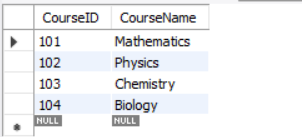 CourseID CourseName
101 Mathematics
102 Physics
103 Chemistry
104 Biology
NULL NULL